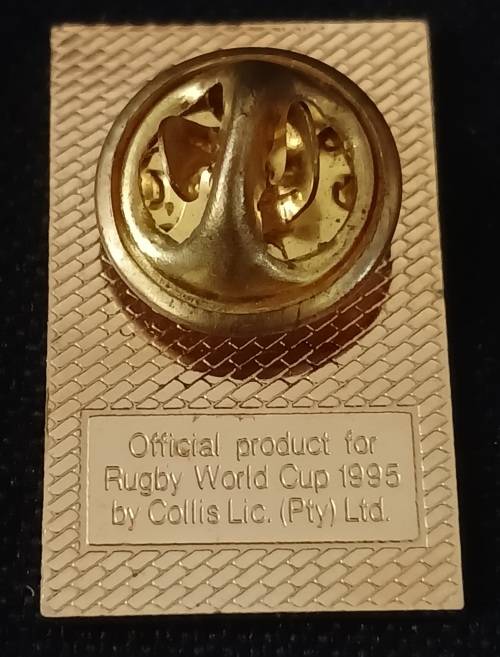 Official product for
Rugby World Cup 1995
by Collis Lic. (Pty) Ltd.